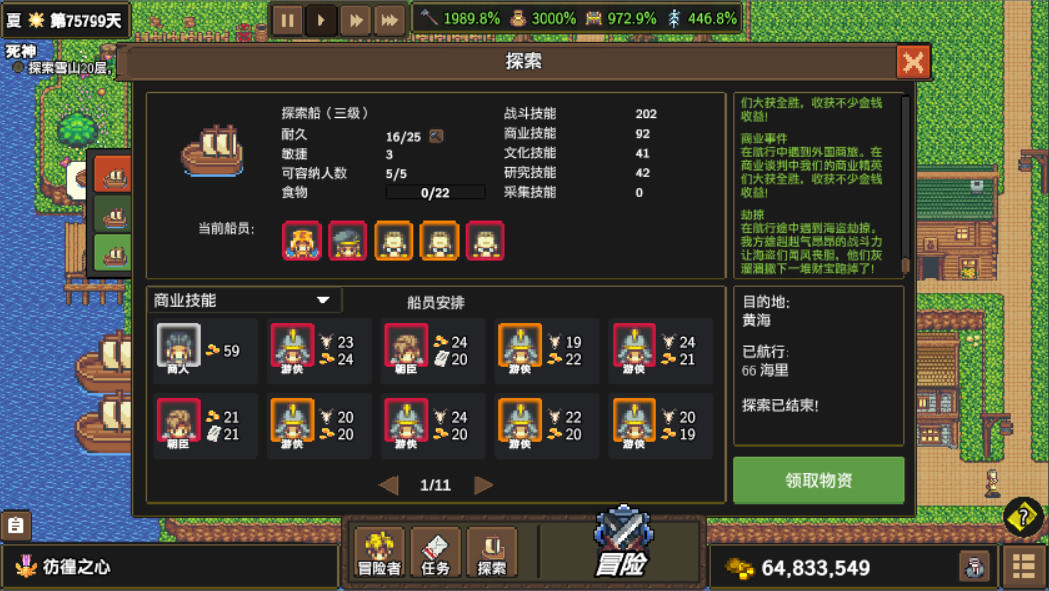 夏 第75799天
1989.8% 3000% 972.9% 446.8%
死神
探索雪山20层,
探索
探索船（三级）
耐久 16/25
敏捷 3
可容纳人数 5/5
食物 0/22
战斗技能 202
商业技能 92
文化技能 41
研究技能 42
采集技能 0
当前船员:
们大获全胜，收获不少金钱
收益!
商业事件
在航行中遇到外国商旅。在
商业谈判中我们的商业精英
们大获全胜，收获不少金钱
收益!
劫掠
在航行途中遇到海盗劫掠。
我方雄赳赳气昂昂的战斗力
让海盗们闻风丧胆，他们灰
溜溜撇下一堆财宝跑掉了!
商业技能
船员安排
商人 59
游侠 23 24
朝臣 24 20
游侠 19 22
游侠 24 21
朝臣 21 21
游侠 20 20
游侠 24 20
游侠 22 20
游侠 20 19
1/11
目的地:
黄海
已航行:
66 海里
探索已结束!
领取物资
彷徨之心
冒险者
任务
探索
冒险
64,833,549
?